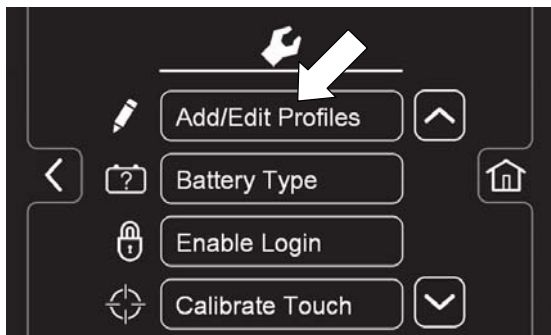 Add/Edit Profiles
Battery Type
?
Enable Login
Calibrate Touch